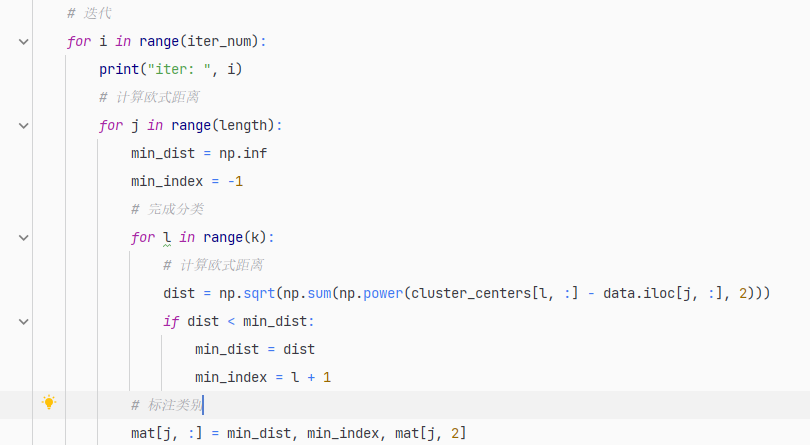 # 迭代
for i in range(iter_num):
print("iter: ", i)
# 计算欧式距离
for j in range(length):
min_dist = np.inf
min_index = -1
# 完成分类
for l in range(k):
# 计算欧式距离
dist = np.sqrt(np.sum(np.power(cluster_centers[l, :] - data.iloc[j, :], 2)))
if dist < min_dist:
min_dist = dist
min_index = l + 1
# 标注类别
mat[j, :] = min_dist, min_index, mat[j, 2]